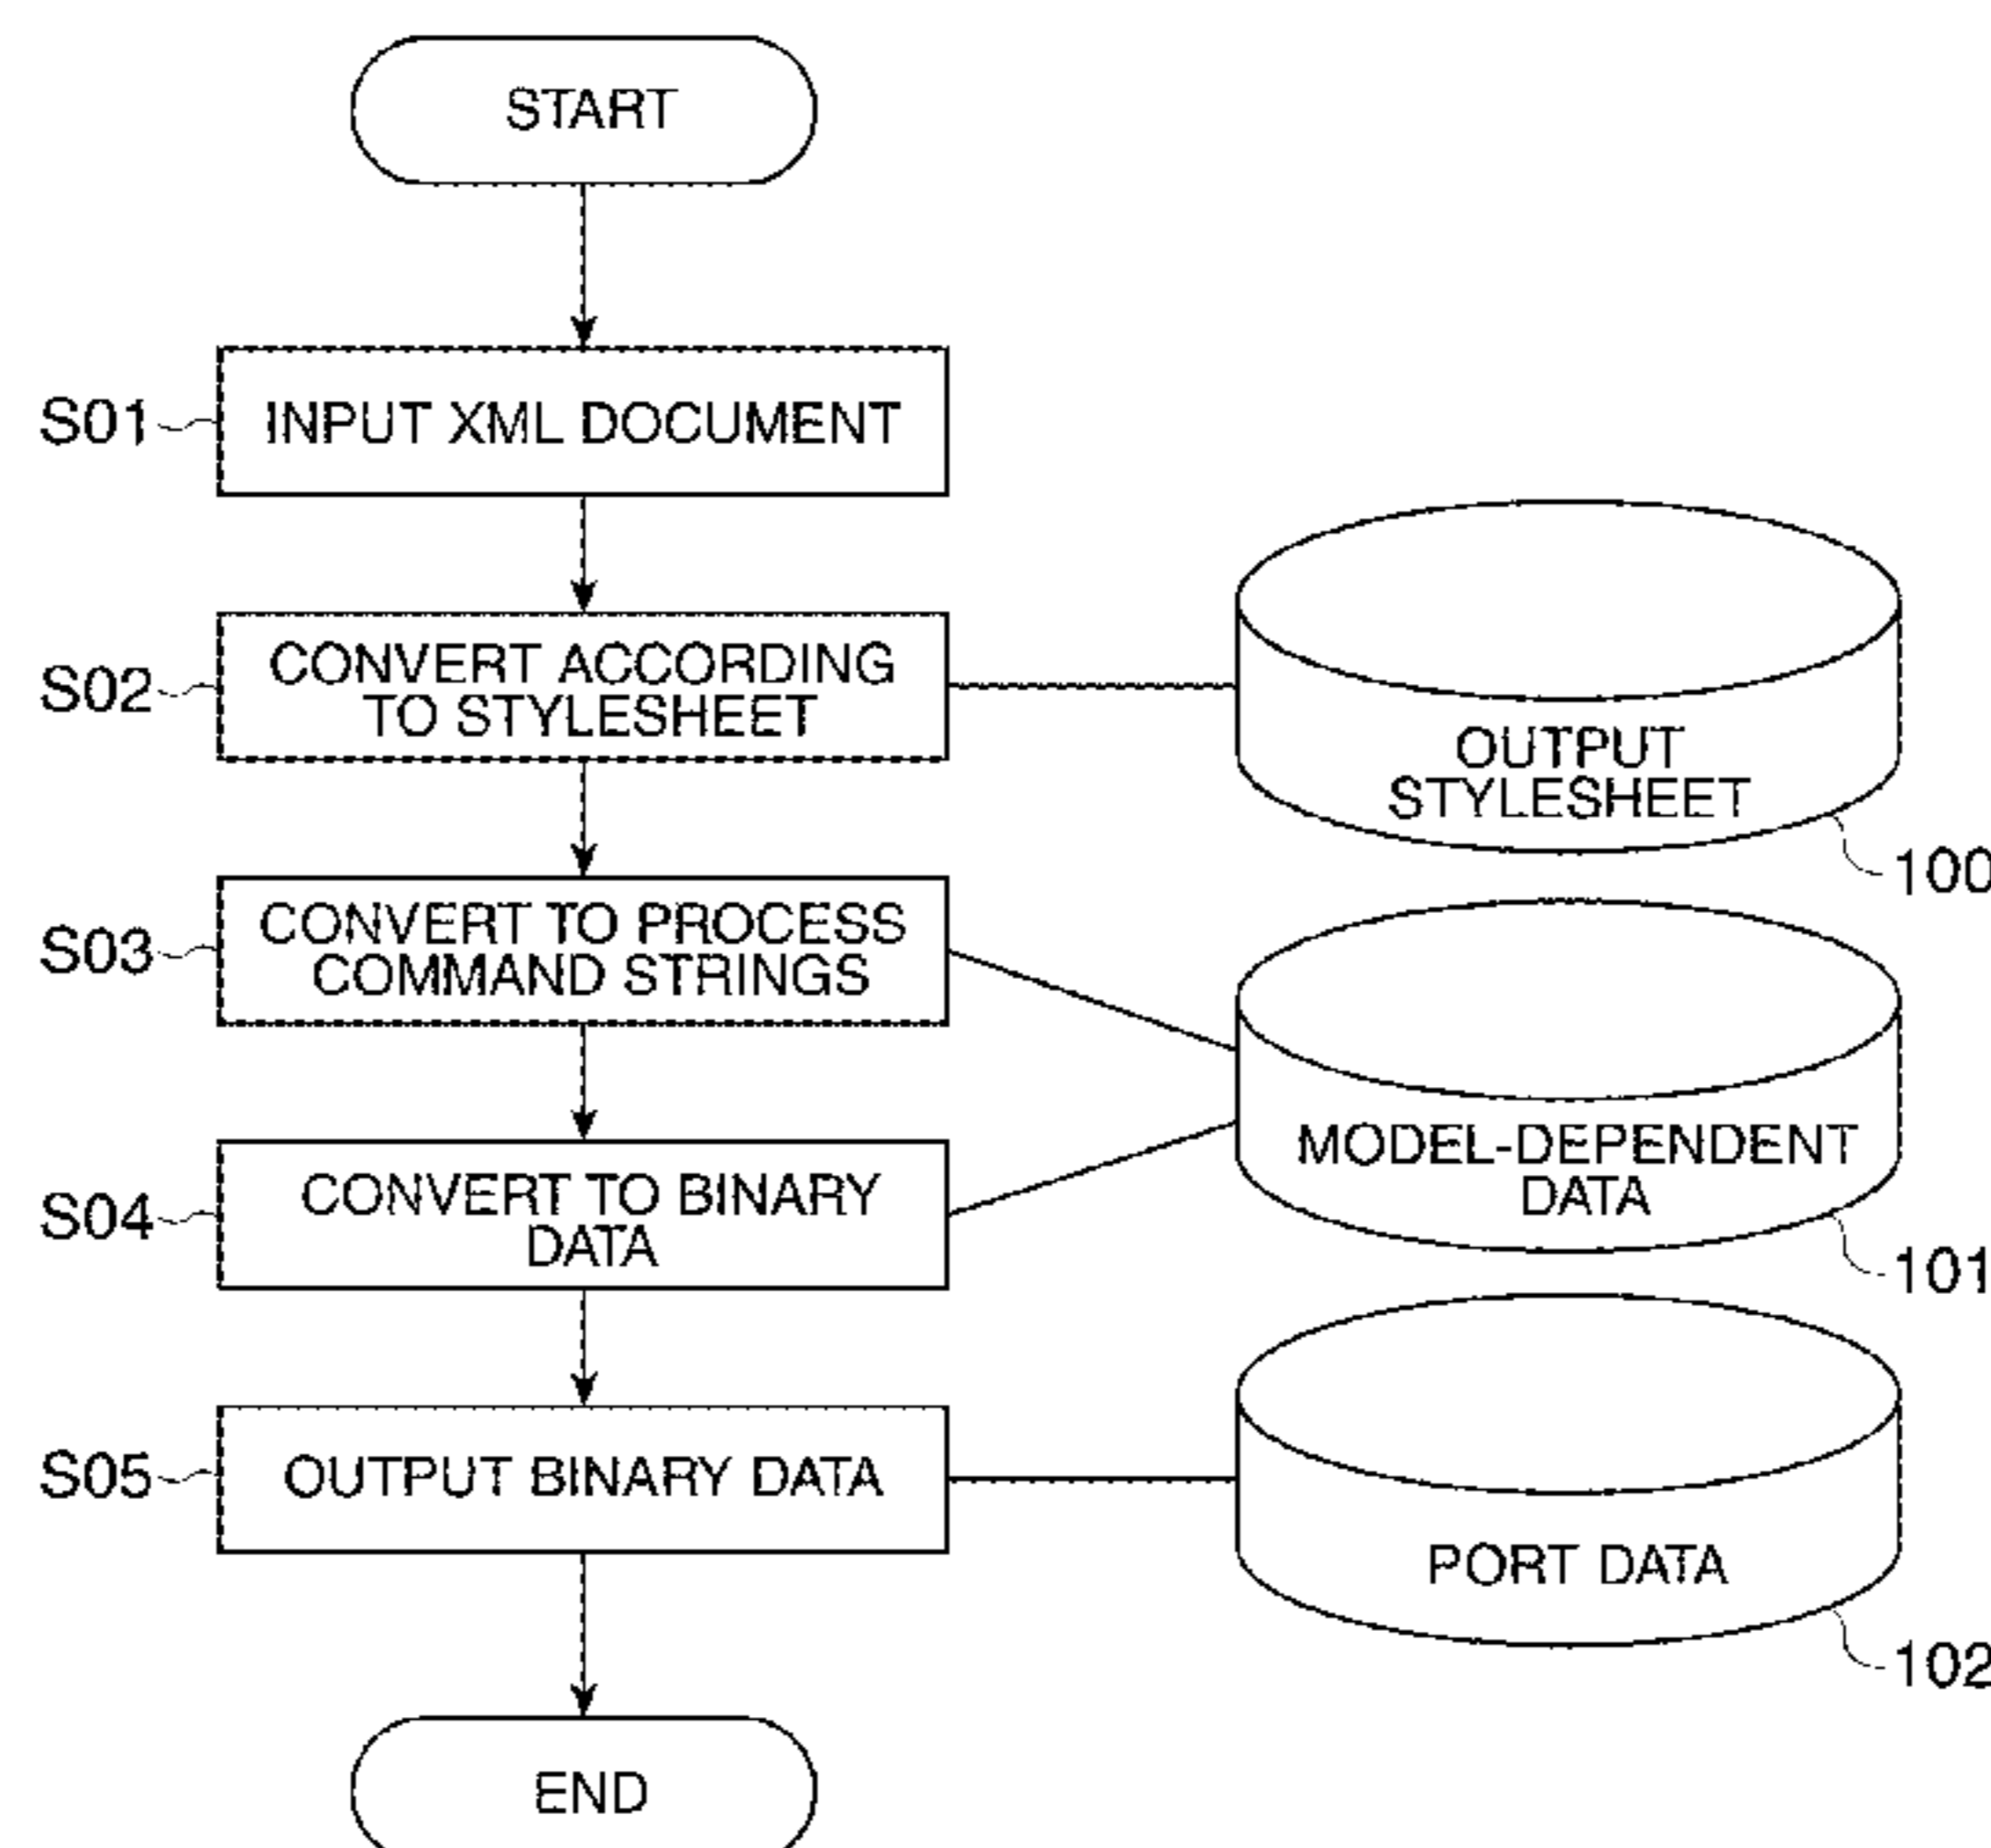 START
S01
INPUT XML DOCUMENT
S02
CONVERT ACCORDING
TO STYLESHEET
OUTPUT
STYLESHEET
100
S03
CONVERT TO PROCESS
COMMAND STRINGS
MODEL-DEPENDENT
DATA
101
S04
CONVERT TO BINARY
DATA
S05
OUTPUT BINARY DATA
PORT DATA
102
END